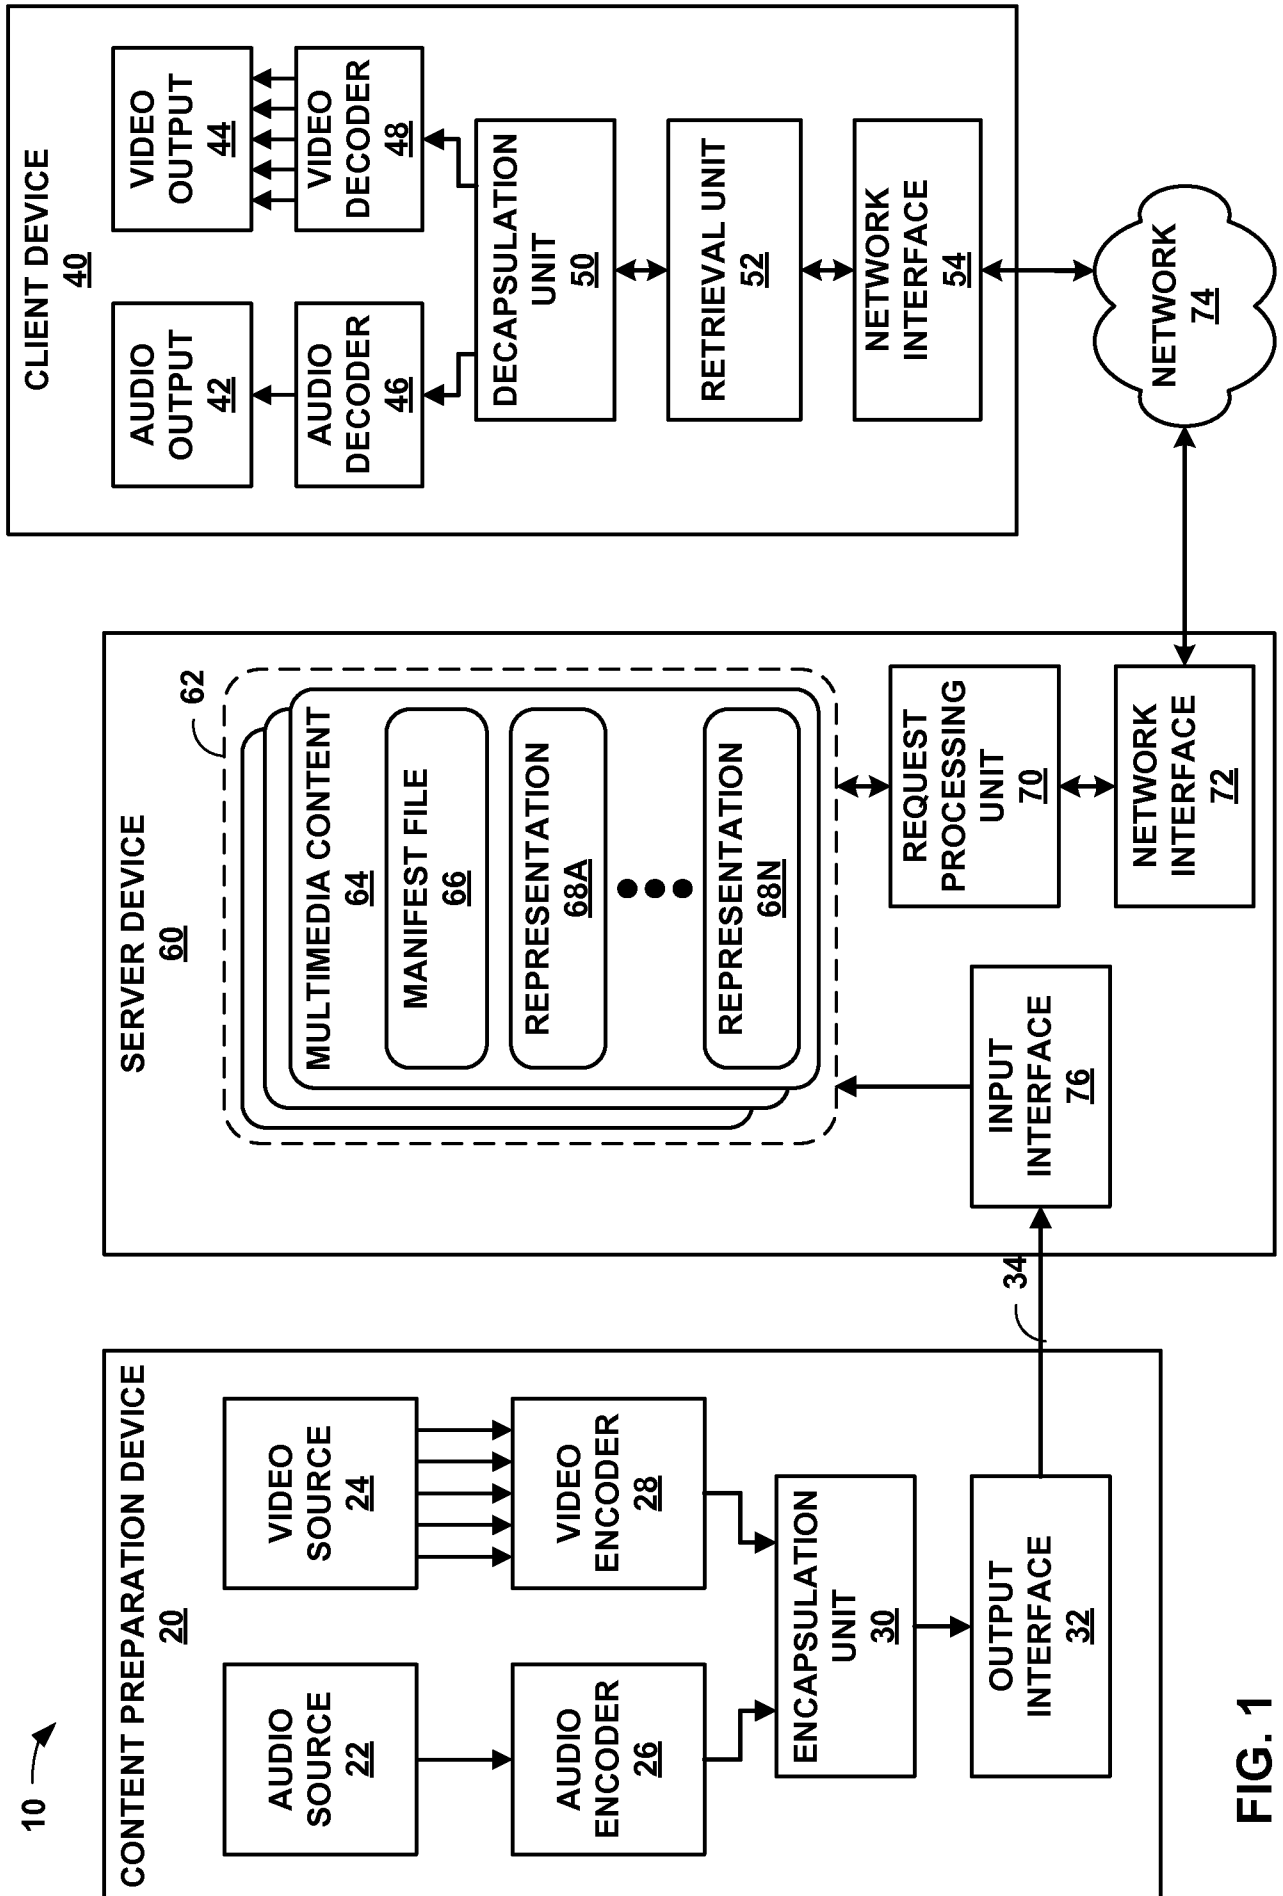 10
CONTENT PREPARATION DEVICE
20
AUDIO
SOURCE
22
VIDEO
SOURCE
24
AUDIO
ENCODER
26
VIDEO
ENCODER
28
ENCAPSULATION
UNIT
30
OUTPUT
INTERFACE
32
34
SERVER DEVICE
60
62
MULTIMEDIA CONTENT
64
MANIFEST FILE
66
REPRESENTATION
68A
REPRESENTATION
68N
INPUT
INTERFACE
76
REQUEST
PROCESSING
UNIT
70
NETWORK
INTERFACE
72
CLIENT DEVICE
40
AUDIO
OUTPUT
42
VIDEO
OUTPUT
44
AUDIO
DECODER
46
VIDEO
DECODER
48
DECAPSULATION
UNIT
50
RETRIEVAL UNIT
52
NETWORK
INTERFACE
54
NETWORK
74
FIG. 1